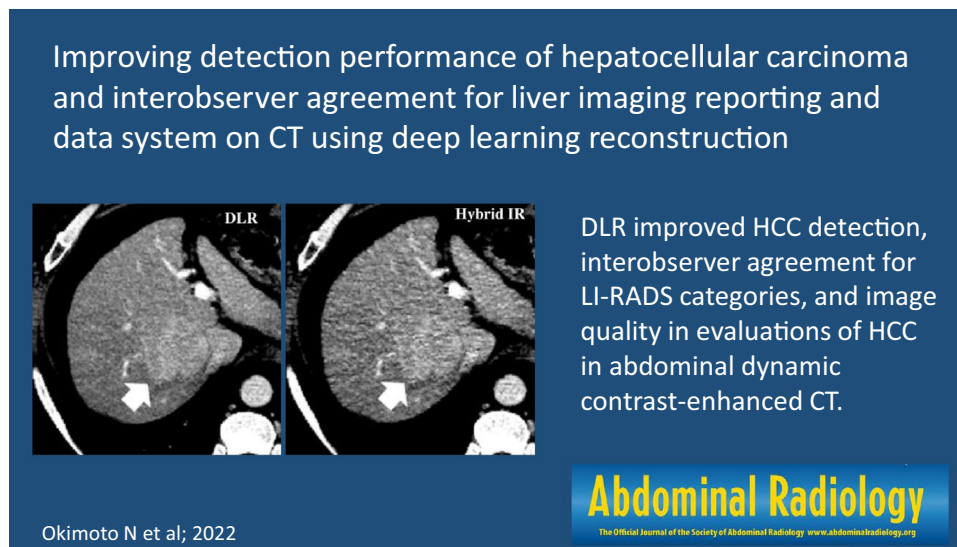 Improving detection performance of hepatocellular carcinoma
and interobserver agreement for liver imaging reporting and
data system on CT using deep learning reconstruction
DLR
Hybrid IR
DLR improved HCC detection,
interobserver agreement for
LI-RADS categories, and image
quality in evaluations of HCC
in abdominal dynamic
contrast-enhanced CT.
Okimoto N et al; 2022
Abdominal Radiology
The Official Journal of the Society of Abdominal Radiology www.abdominalradiology.org